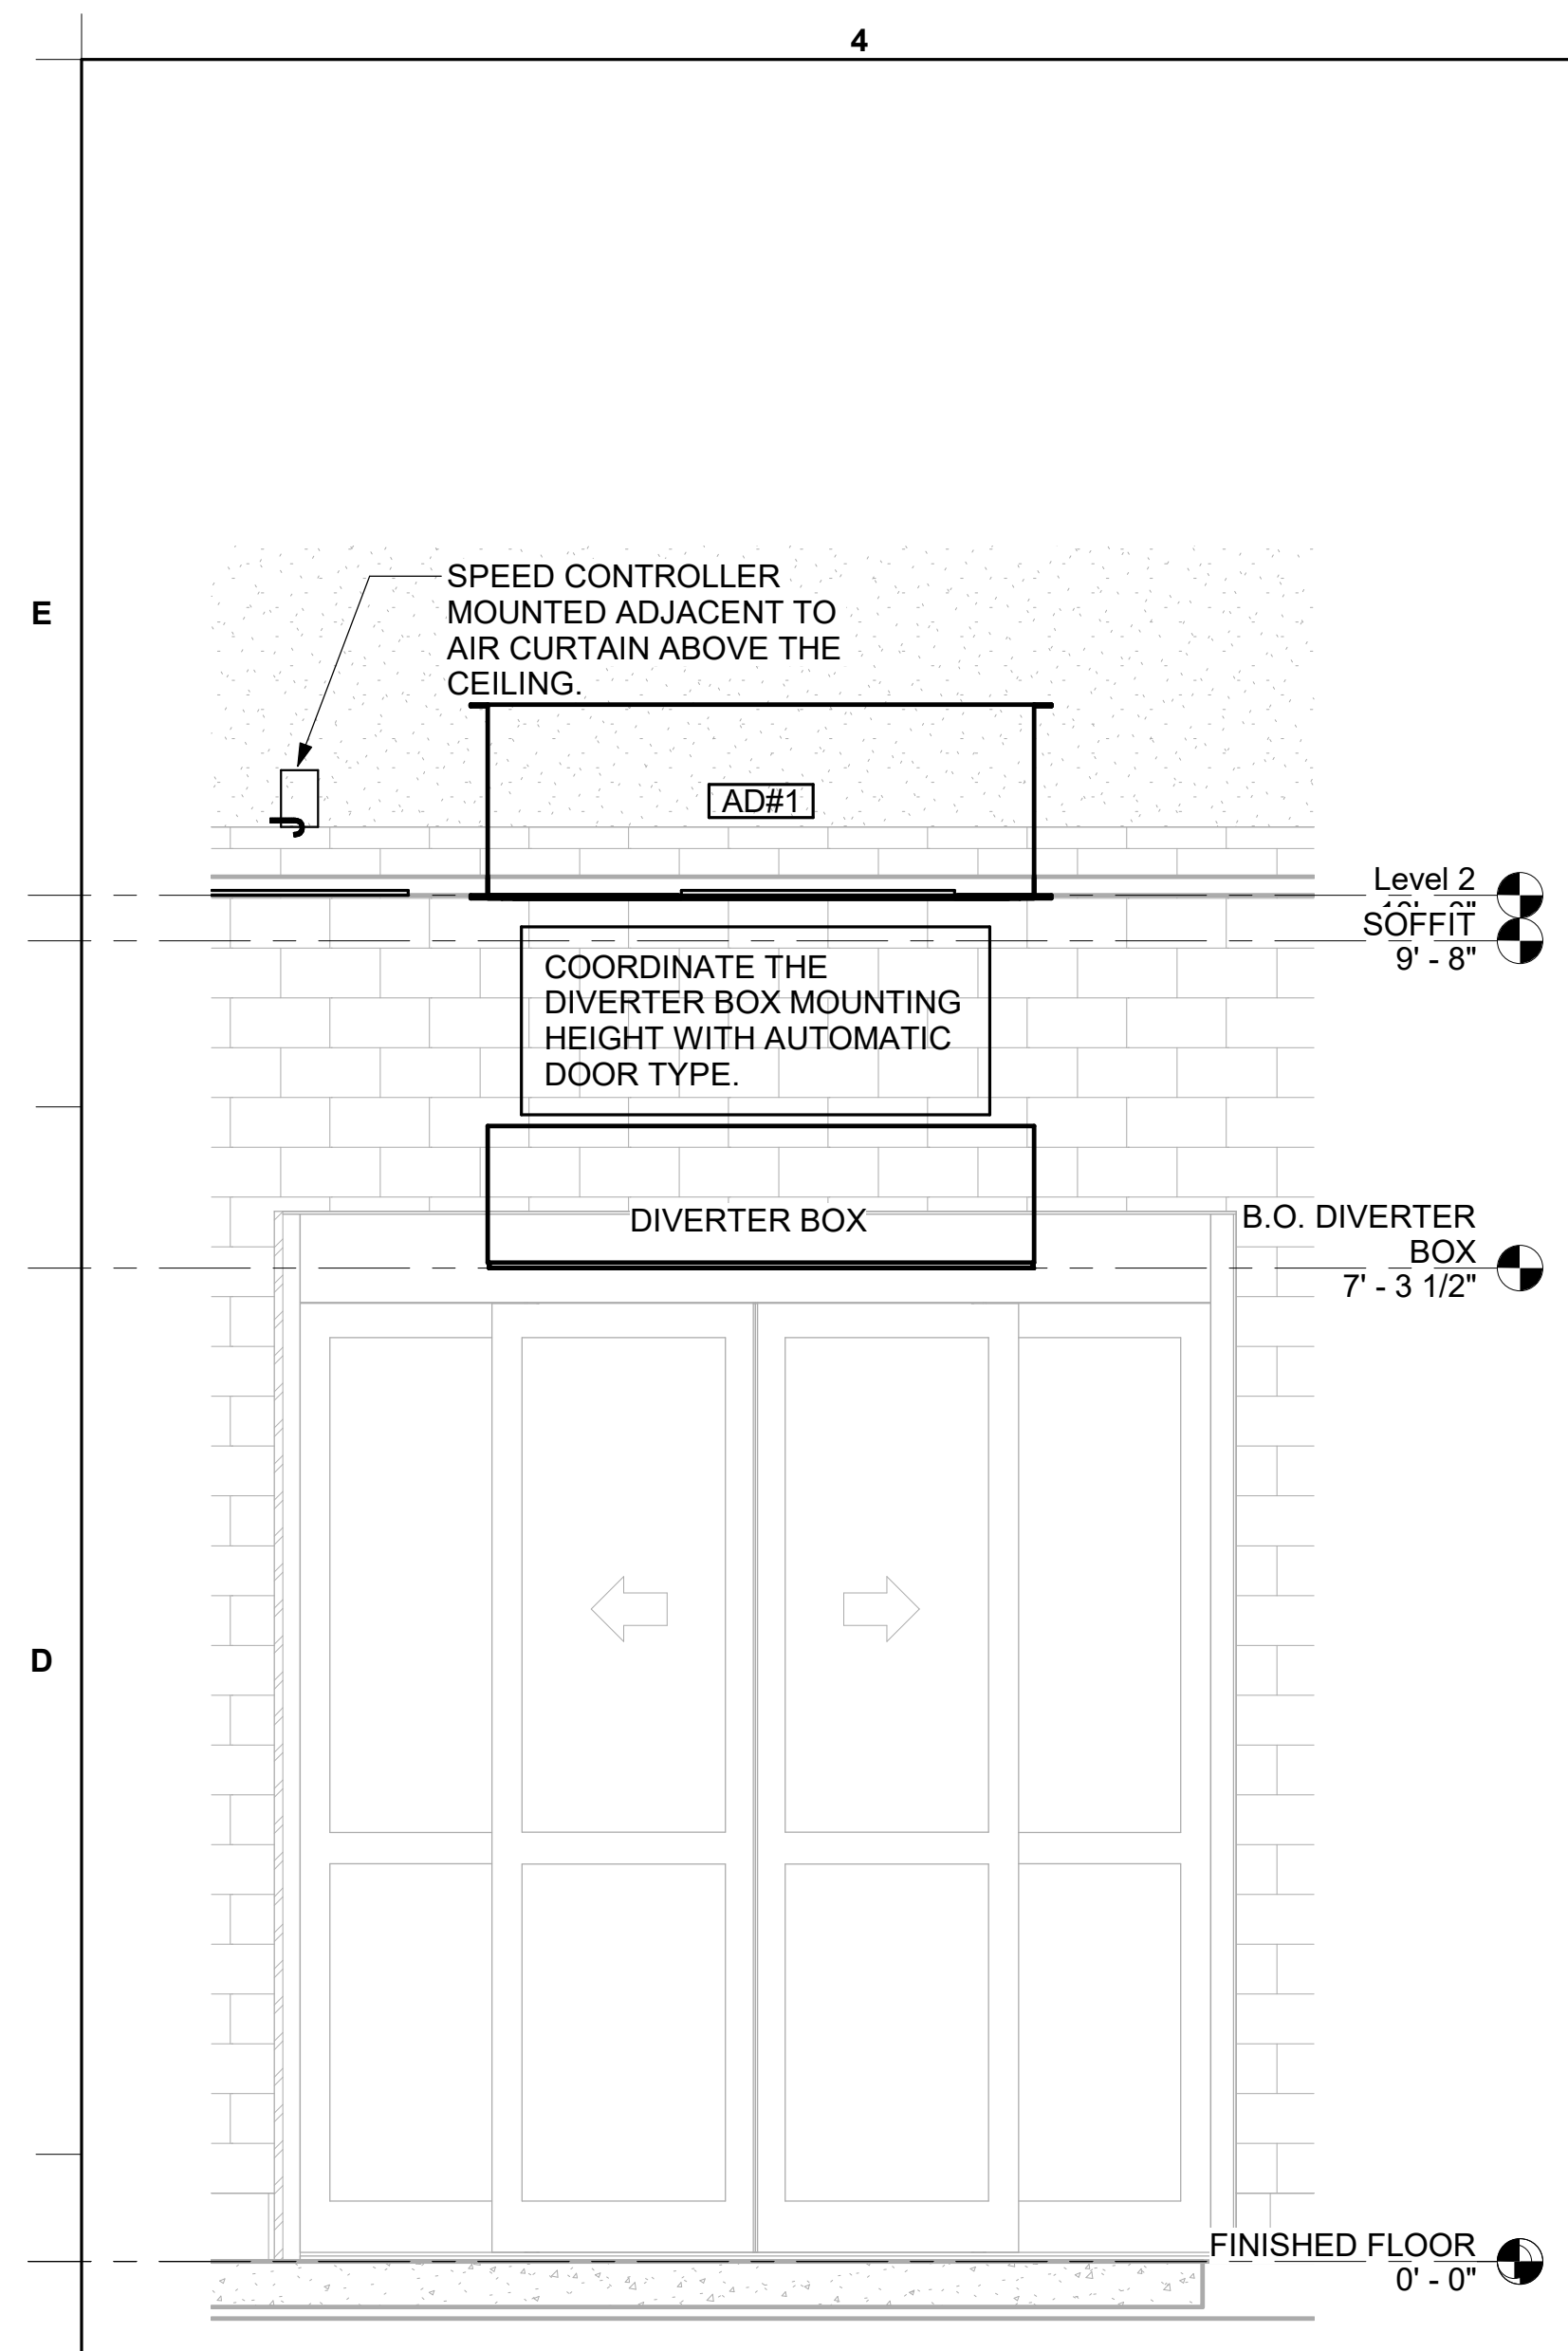 4
E
SPEED CONTROLLER
MOUNTED ADJACENT TO
AIR CURTAIN ABOVE THE
CEILING.
AD#1
Level 2
SOFFIT
9' - 8"
COORDINATE THE
DIVERTER BOX MOUNTING
HEIGHT WITH AUTOMATIC
DOOR TYPE.
DIVERTER BOX
B.O. DIVERTER
BOX
7' - 3 1/2"
D
FINISHED FLOOR
0' - 0"